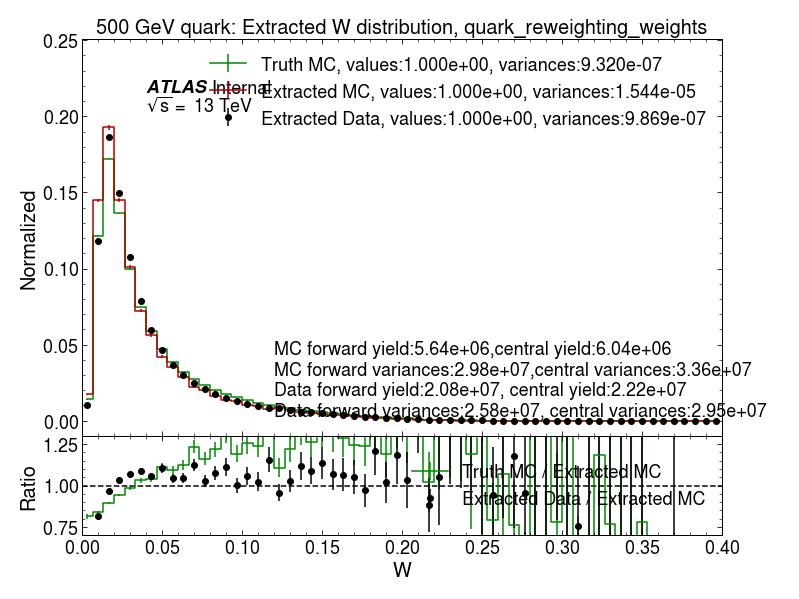 500 GeV quark: Extracted W distribution, quark_reweighting_weights
0.25
Truth MC, values:1.000e+00, variances:9.320e-07
ATLAS Internal
Extracted MC, values:1.000e+00, variances:1.544e-05
√s = 13 TeV
Extracted Data, values:1.000e+00, variances:9.869e-07
0.20
0.15
Normalized
0.10
0.05
MC forward yield:5.64e+06,central yield:6.04e+06
MC forward variances:2.98e+07,central variances:3.36e+07
Data forward yield:2.08e+07, central yield:2.22e+07
Data forward variances:2.58e+07, central variances:2.95e+07
0.00
1.25
Truth MC / Extracted MC
Ratio
1.00
Extracted Data / Extracted MC
0.75
0.00 0.05 0.10 0.15 0.20 0.25 0.30 0.35 0.40
W